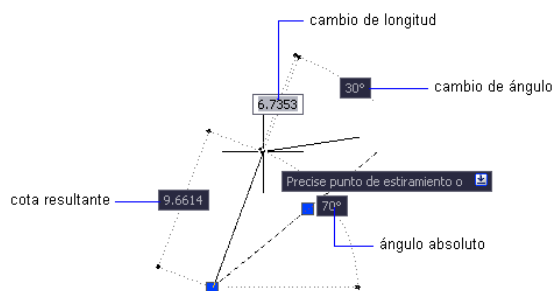 cambio de longitud
30°
cambio de ángulo
6.7353
Precise punto de estiramiento o
cota resultante
9.6614
70°
ángulo absoluto